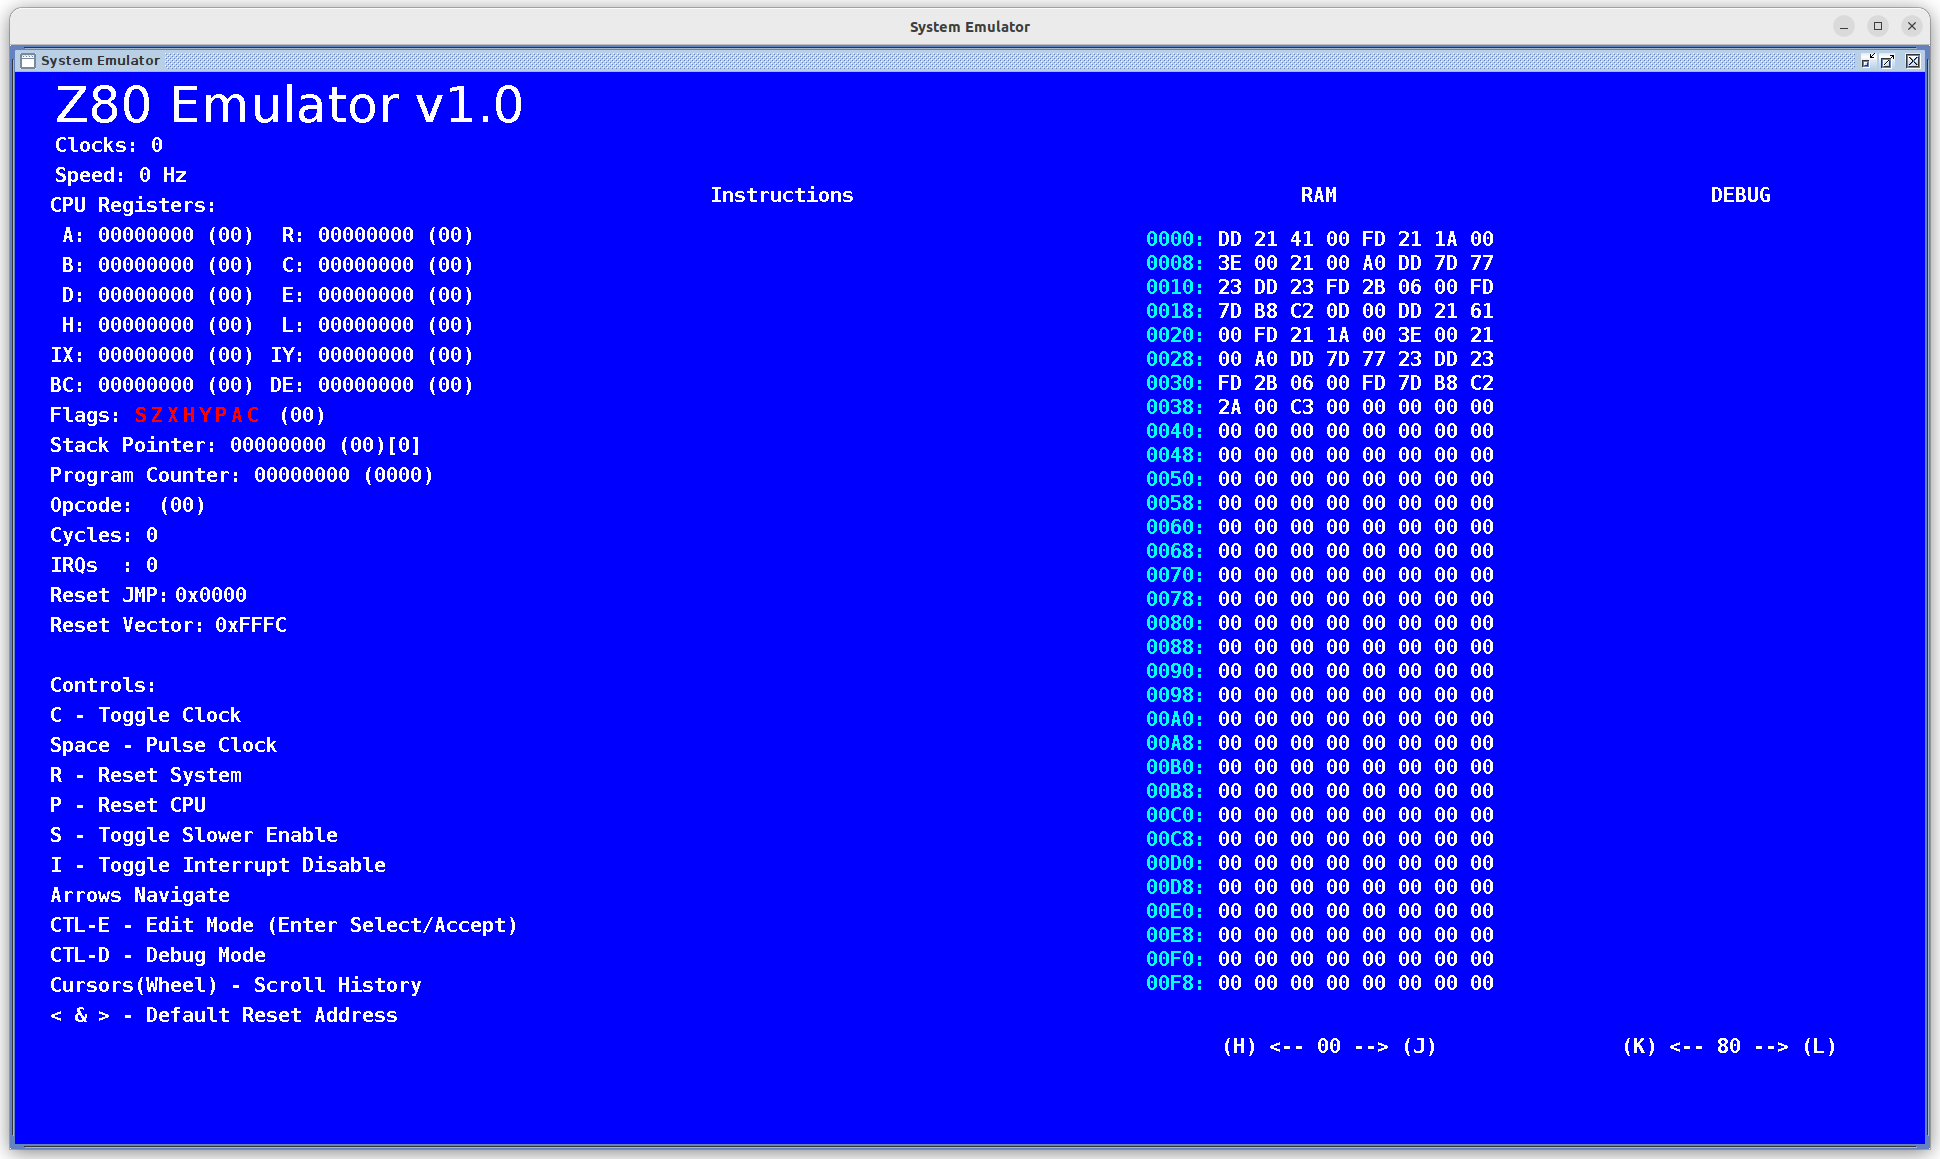 System Emulator
System Emulator
Z80 Emulator v1.0
Clocks: 0
Speed: 0 Hz
CPU Registers:
A: 00000000 (00) R: 00000000 (00)
B: 00000000 (00) C: 00000000 (00)
D: 00000000 (00) E: 00000000 (00)
H: 00000000 (00) L: 00000000 (00)
IX: 00000000 (00) IY: 00000000 (00)
BC: 00000000 (00) DE: 00000000 (00)
Flags: SZXHYPAC (00)
Stack Pointer: 00000000 (00)[0]
Program Counter: 00000000 (0000)
Opcode: (00)
Cycles: 0
IRQs : 0
Reset JMP: 0x0000
Reset Vector: 0xFFFC
Controls:
C - Toggle Clock
Space - Pulse Clock
R - Reset System
P - Reset CPU
S - Toggle Slower Enable
I - Toggle Interrupt Disable
Arrows Navigate
CTL-E - Edit Mode (Enter Select/Accept)
CTL-D - Debug Mode
Cursors(Wheel) - Scroll History
< & > - Default Reset Address
Instructions
RAM
0000: DD 21 41 00 FD 21 1A 00
0008: 3E 00 21 00 A0 DD 7D 77
0010: 23 DD 23 FD 2B 06 00 FD
0018: 7D B8 C2 0D 00 DD 21 61
0020: 00 FD 21 1A 00 3E 00 21
0028: 00 A0 DD 7D 77 23 DD 23
0030: FD 2B 06 00 FD 7D B8 C2
0038: 2A 00 C3 00 00 00 00 00
0040: 00 00 00 00 00 00 00 00
0048: 00 00 00 00 00 00 00 00
0050: 00 00 00 00 00 00 00 00
0058: 00 00 00 00 00 00 00 00
0060: 00 00 00 00 00 00 00 00
0068: 00 00 00 00 00 00 00 00
0070: 00 00 00 00 00 00 00 00
0078: 00 00 00 00 00 00 00 00
0080: 00 00 00 00 00 00 00 00
0088: 00 00 00 00 00 00 00 00
0090: 00 00 00 00 00 00 00 00
0098: 00 00 00 00 00 00 00 00
00A0: 00 00 00 00 00 00 00 00
00A8: 00 00 00 00 00 00 00 00
00B0: 00 00 00 00 00 00 00 00
00B8: 00 00 00 00 00 00 00 00
00C0: 00 00 00 00 00 00 00 00
00C8: 00 00 00 00 00 00 00 00
00D0: 00 00 00 00 00 00 00 00
00D8: 00 00 00 00 00 00 00 00
00E0: 00 00 00 00 00 00 00 00
00E8: 00 00 00 00 00 00 00 00
00F0: 00 00 00 00 00 00 00 00
00F8: 00 00 00 00 00 00 00 00
(H) <-- 00 --> (J)
DEBUG
(K) <-- 80 --> (L)